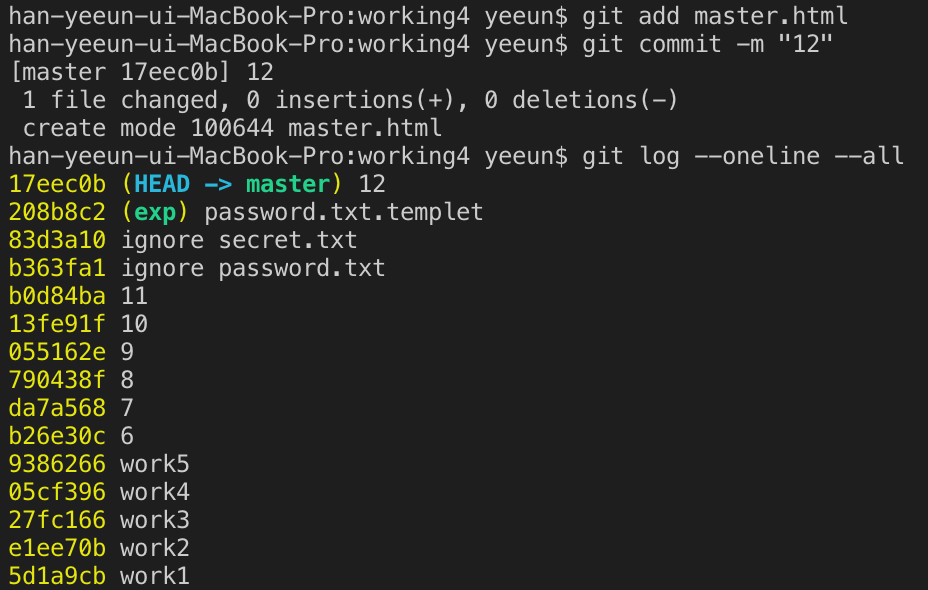 han-yeeun-ui-MacBook-Pro:working4 yeeun$ git add master.html
han-yeeun-ui-MacBook-Pro:working4 yeeun$ git commit -m "12"
[master 17eec0b] 12
 1 file changed, 0 insertions(+), 0 deletions(-)
 create mode 100644 master.html
han-yeeun-ui-MacBook-Pro:working4 yeeun$ git log --oneline --all
17eec0b (HEAD -> master) 12
208b8c2 (exp) password.txt.templet
83d3a10 ignore secret.txt
b363fa1 ignore password.txt
b0d84ba 11
13fe91f 10
055162e 9
790438f 8
da7a568 7
b26e30c 6
9386266 work5
05cf396 work4
27fc166 work3
e1ee70b work2
5d1a9cb work1